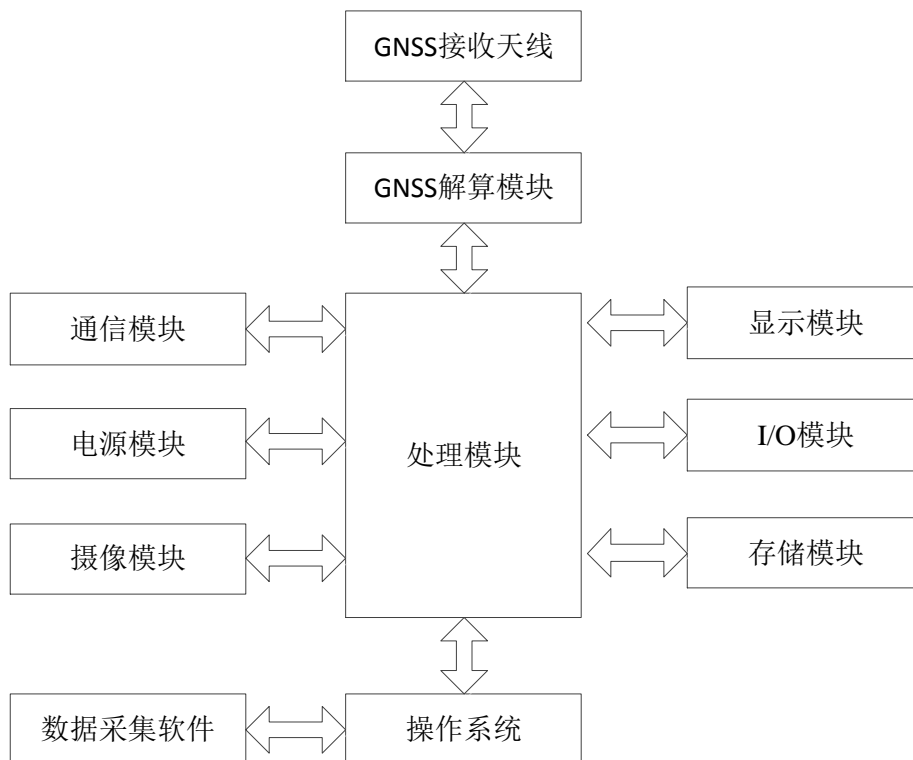 GNSS接收天线
GNSS解算模块
通信模块
显示模块
电源模块
处理模块
I/O模块
摄像模块
存储模块
数据采集软件
操作系统